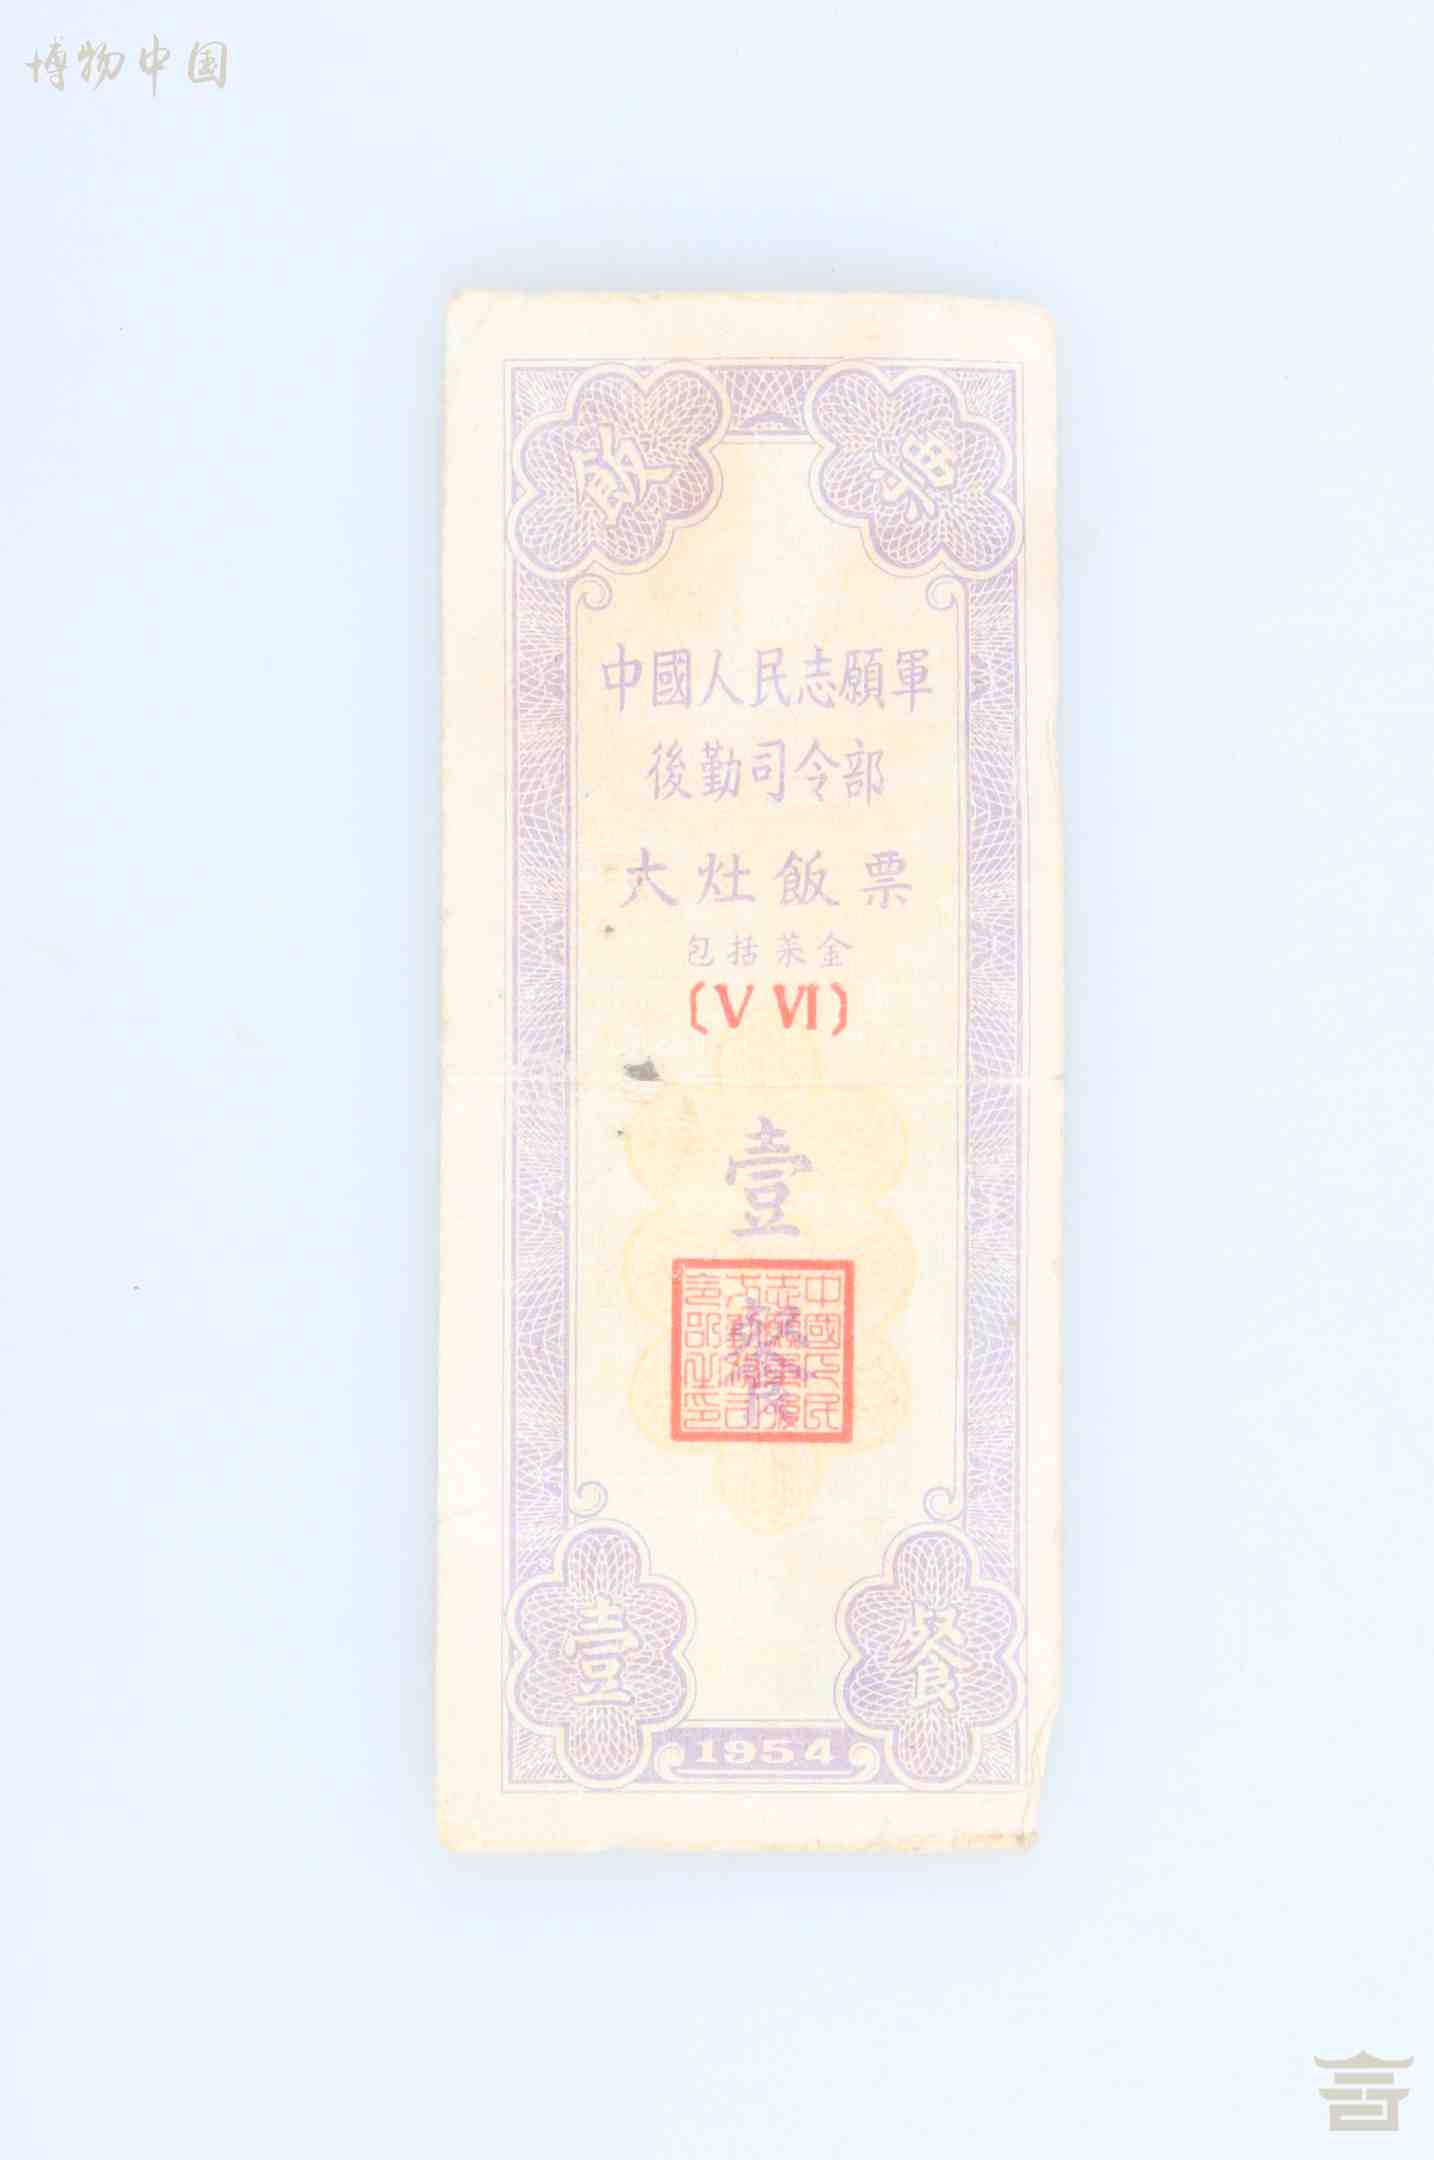 博物中国
飯 票
中國人民志願軍
後勤司令部
大灶飯票
包括菜金
(V VI)
壹
餐
壹 餐
1954